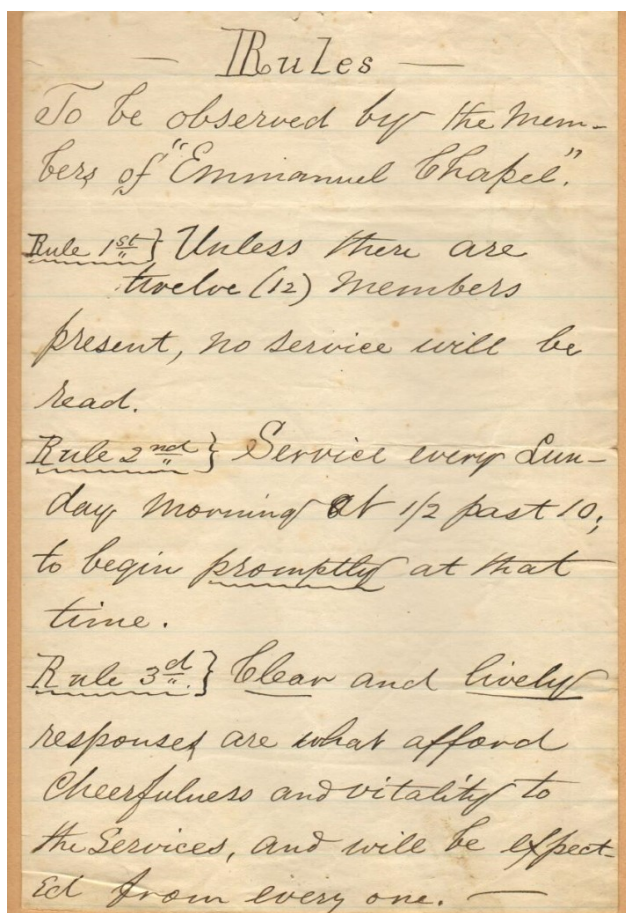 — Rules —
To be observed by the Mem-
bers of "Emmanuel Chapel".
Rule 1st } Unless there are
twelve (12) Members
present, no service will be
read.
Rule 2nd } Service every Sun-
day Morning at 1/2 past 10;
to begin promptly at that
time.
Rule 3d. } Clear and lively
responses are what afford
Cheerfulness and vitality to
the Services, and will be expect-
ed from every one. —